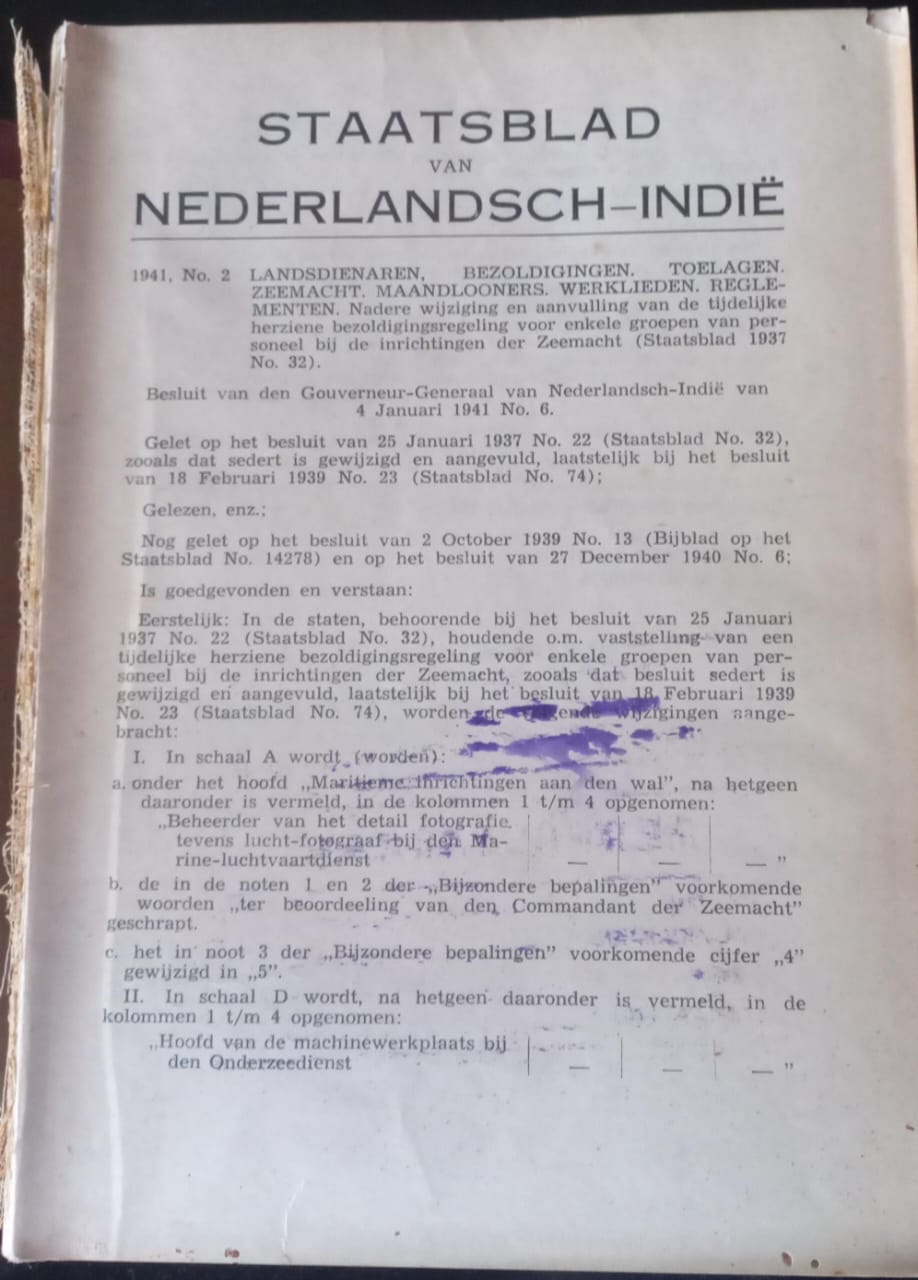 STAATSBLAD
VAN
NEDERLANDSCH–INDIË
1941, No. 2 LANDSDIENAREN, BEZOLDIGINGEN. TOELAGEN.
ZEEMACHT. MAANDLOONERS. WERKLIEDEN. REGLE-
MENTEN. Nadere wijziging en aanvulling van de tijdelijke
herziene bezoldigingsregeling voor enkele groepen van per-
soneel bij de inrichtingen der Zeemacht (Staatsblad 1937
No. 32).
Besluit van den Gouverneur-Generaal van Nederlandsch-Indië van
4 Januari 1941 No. 6.
Gelet op het besluit van 25 Januari 1937 No. 22 (Staatsblad No. 32),
zooals dat sedert is gewijzigd en aangevuld, laatstelijk bij het besluit
van 18 Februari 1939 No. 23 (Staatsblad No. 74);
Gelezen, enz.;
Nog gelet op het besluit van 2 October 1939 No. 13 (Bijblad op het
Staatsblad No. 14278) en op het besluit van 27 December 1940 No. 6;
Is goedgevonden en verstaan:
Eerstelijk: In de staten, behoorende bij het besluit van 25 Januari
1937 No. 22 (Staatsblad No. 32), houdende o.m. vaststelling van een
tijdelijke herziene bezoldigingsregeling voor enkele groepen van per-
soneel bij de inrichtingen der Zeemacht, zooals dat besluit sedert is
gewijzigd en aangevuld, laatstelijk bij het besluit van 18 Februari 1939
No. 23 (Staatsblad No. 74), worden de wijzigingen aange-
bracht:
I. In schaal A wordt (worden):
a. onder het hoofd „Maritieme inrichtingen aan den wal”, na hetgeen
daaronder is vermeld, in de kolommen 1 t/m 4 opgenomen:
„Beheerder van het detail fotografie
tevens lucht-fotograaf bij den Ma-
rine-luchtvaartdienst — — — ”
b. de in de noten 1 en 2 der „Bijzondere bepalingen” voorkomende
woorden „ter beoordeeling van den Commandant der Zeemacht”
geschrapt.
c. het in noot 3 der „Bijzondere bepalingen” voorkomende cijfer „4”
gewijzigd in „5”.
II. In schaal D wordt, na hetgeen daaronder is vermeld, in de
kolommen 1 t/m 4 opgenomen:
„Hoofd van de machinewerkplaats bij
den Onderzeedienst — — — ”